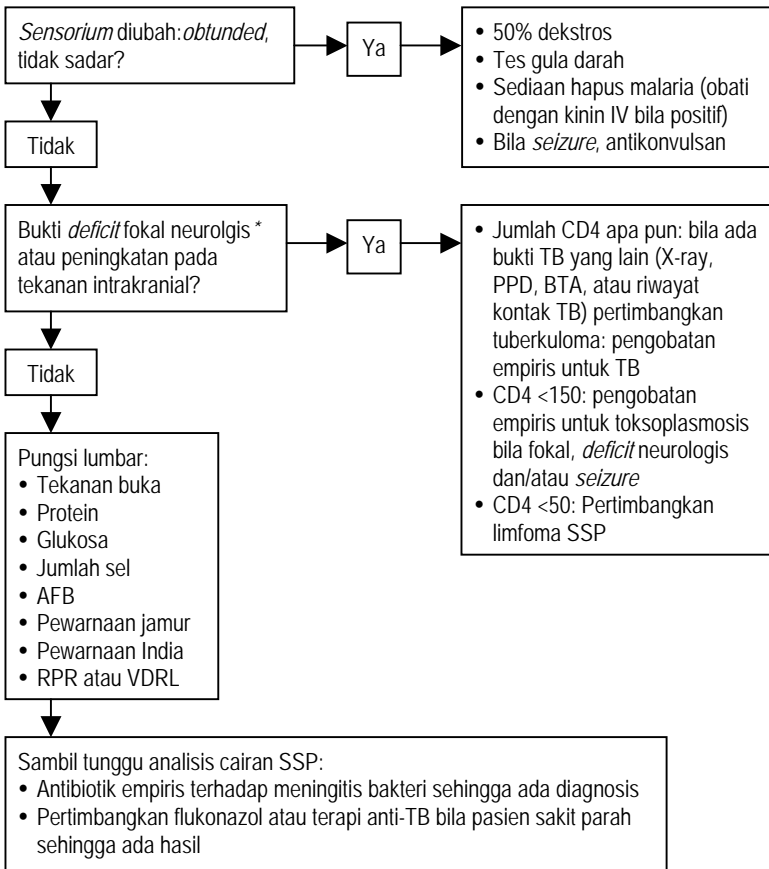 Sensorium diubah: obtunded,
tidak sadar?
Ya
• 50% dekstros
• Tes gula darah
• Sediaan hapus malaria (obati
dengan kinin IV bila positif)
• Bila seizure, antikonvulsan
Tidak
Bukti deficit fokal neurolgis *
atau peningkatan pada
tekanan intrakranial?
Ya
• Jumlah CD4 apa pun: bila ada
bukti TB yang lain (X-ray,
PPD, BTA, atau riwayat
kontak TB) pertimbangkan
tuberkuloma: pengobatan
empiris untuk TB
• CD4 <150: pengobatan
empiris untuk toksoplasmosis
bila fokal, deficit neurologis
dan/atau seizure
• CD4 <50: Pertimbangkan
limfoma SSP
Tidak
Pungsi lumbar:
• Tekanan buka
• Protein
• Glukosa
• Jumlah sel
• AFB
• Pewarnaan jamur
• Pewarnaan India
• RPR atau VDRL
Sambil tunggu analisis cairan SSP:
• Antibiotik empiris terhadap meningitis bakteri sehingga ada diagnosis
• Pertimbangkan flukonazol atau terapi anti-TB bila pasien sakit parah
sehingga ada hasil